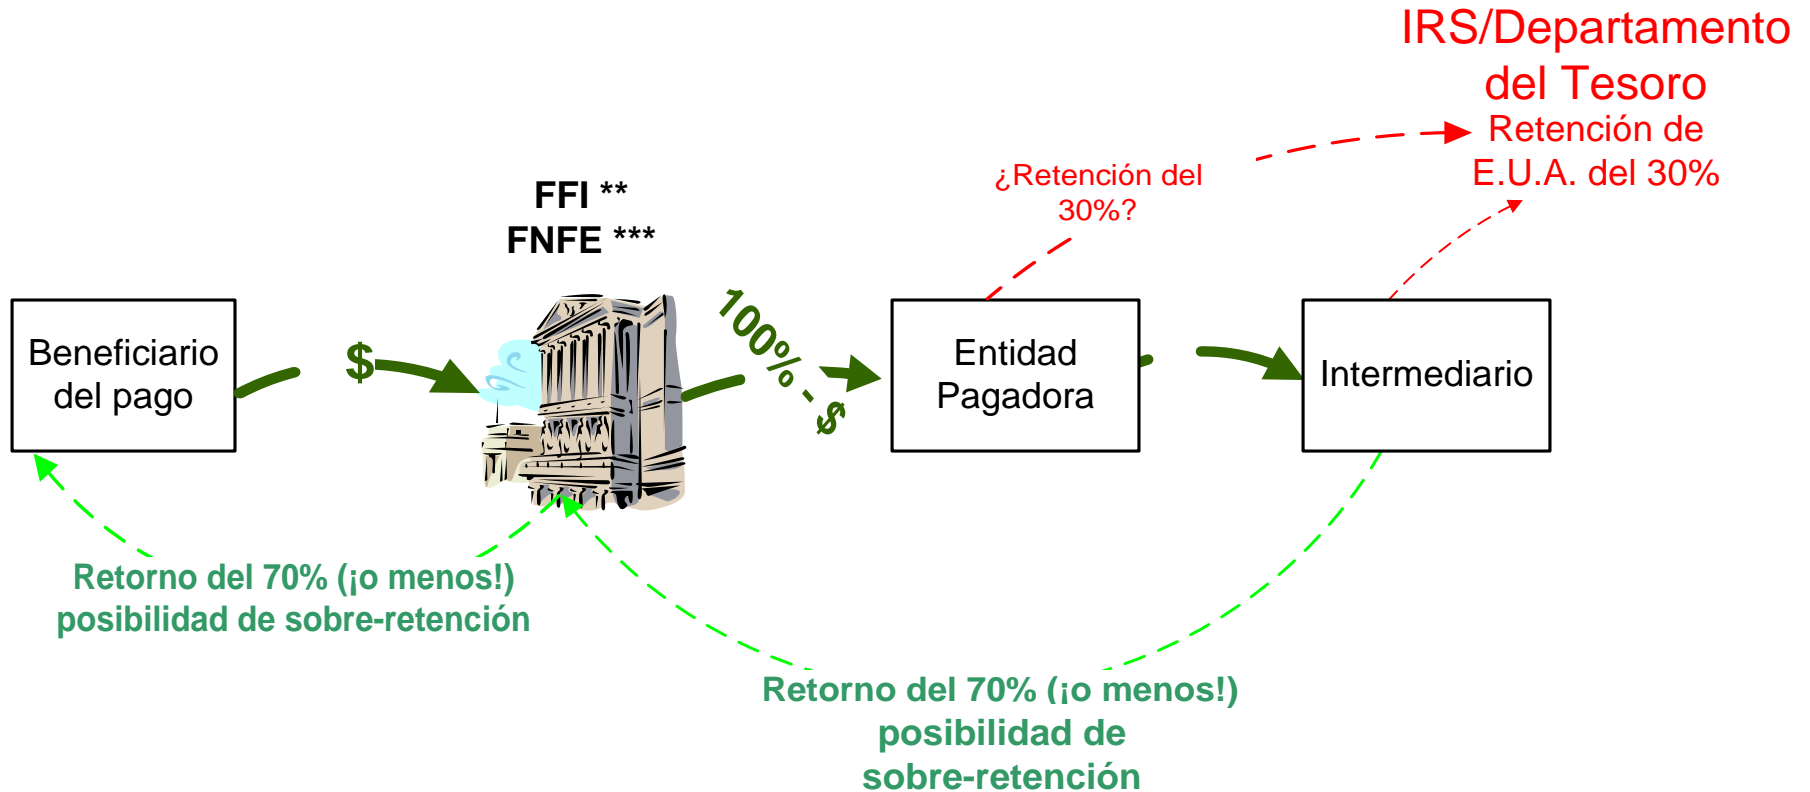 IRS/Departamento
del Tesoro
Retención de
E.U.A. del 30%
¿Retención del
30%?
FFI **
FNFE ***
Beneficiario
del pago
$
100% - $
Entidad
Pagadora
Intermediario
Retorno del 70% (¡o menos!)
posibilidad de sobre-retención
Retorno del 70% (¡o menos!)
posibilidad de
sobre-retención